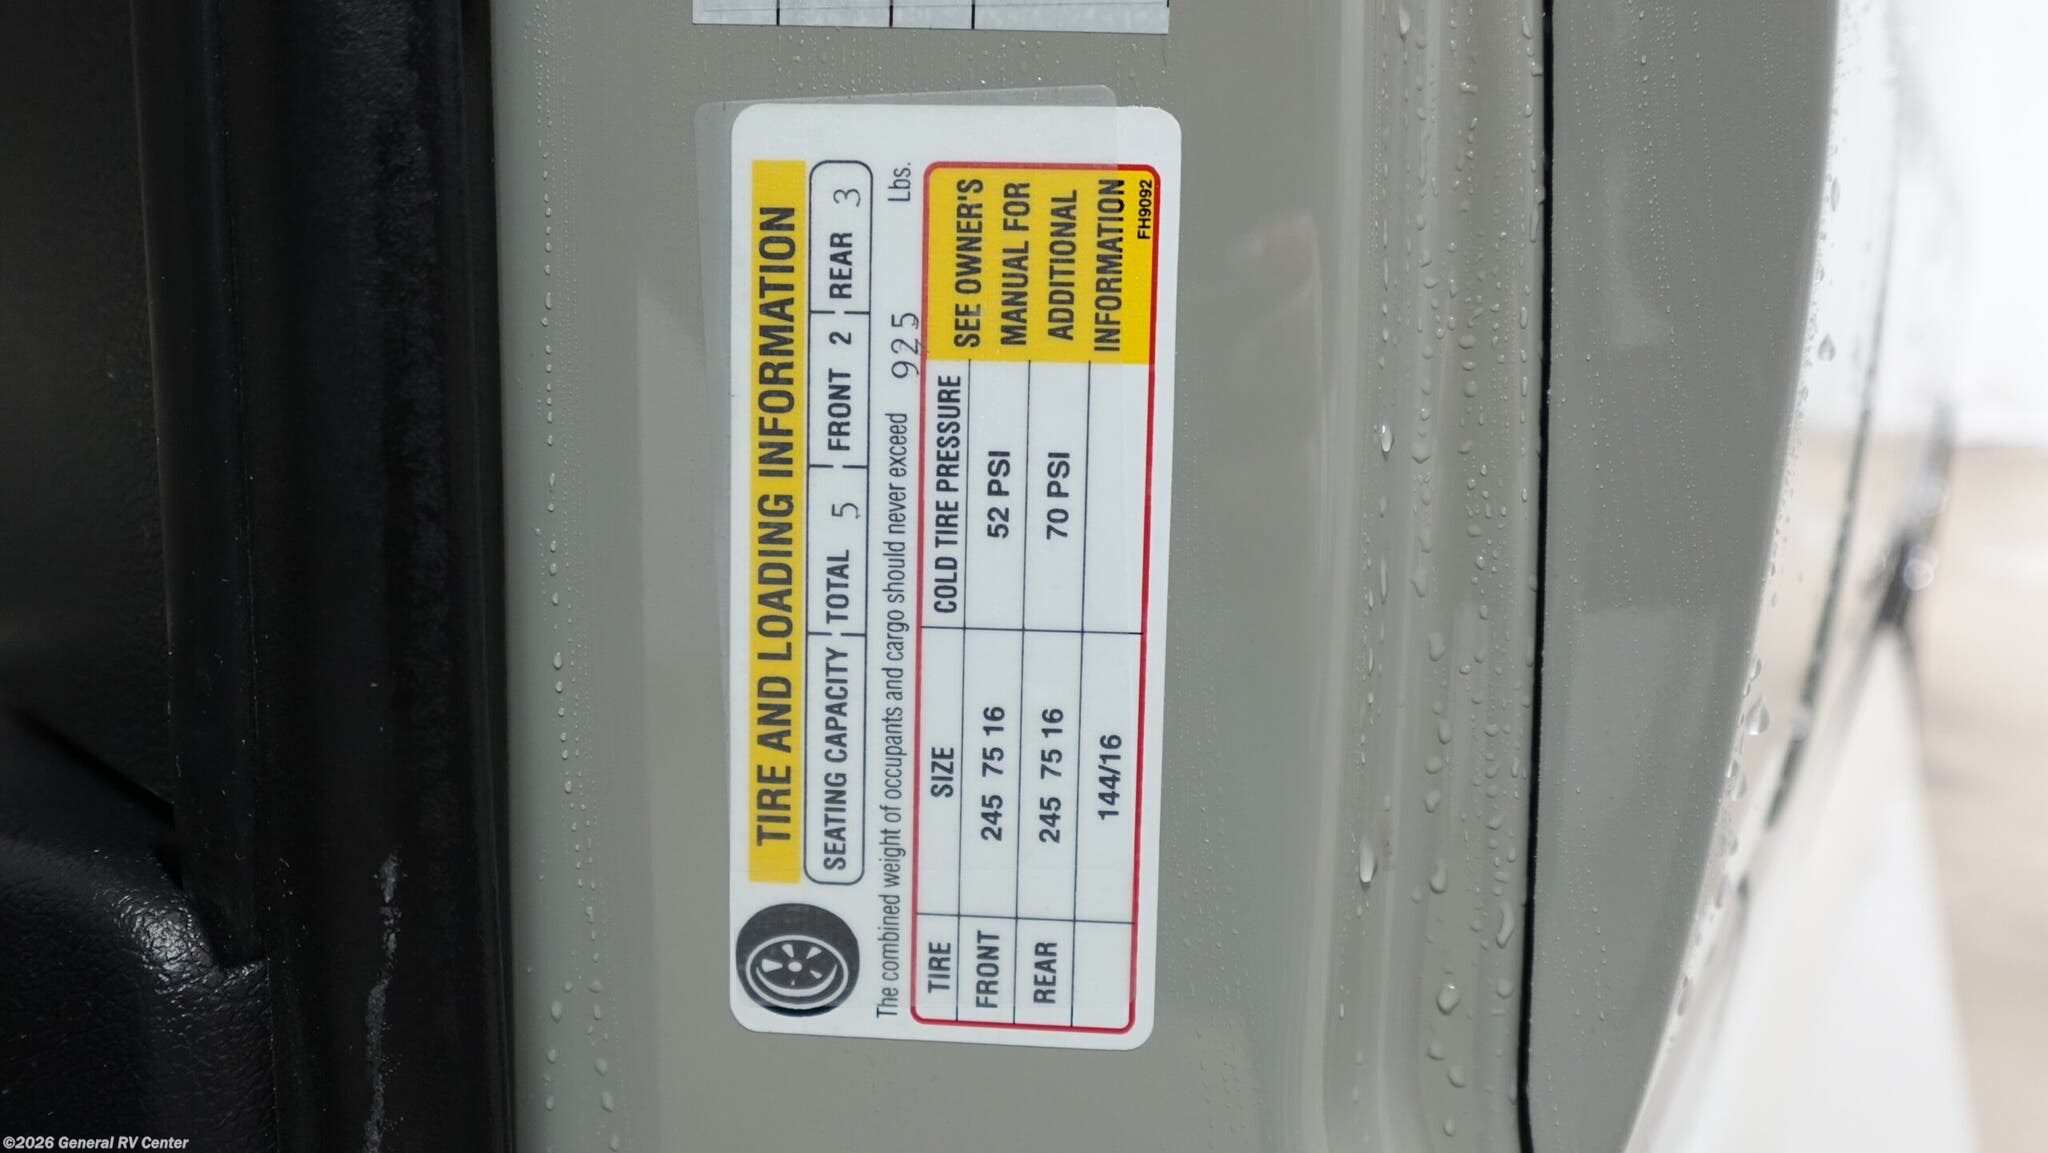 TIRE AND LOADING INFORMATION
SEATING CAPACITY TOTAL 5 FRONT 2 REAR 3
The combined weight of occupants and cargo should never exceed 925 Lbs.
TIRE SIZE COLD TIRE PRESSURE
FRONT 245 75 16 52 PSI
REAR 245 75 16 70 PSI
144/16
SEE OWNER'S
MANUAL FOR
ADDITIONAL
INFORMATION
FH9092
©2026 General RV Center